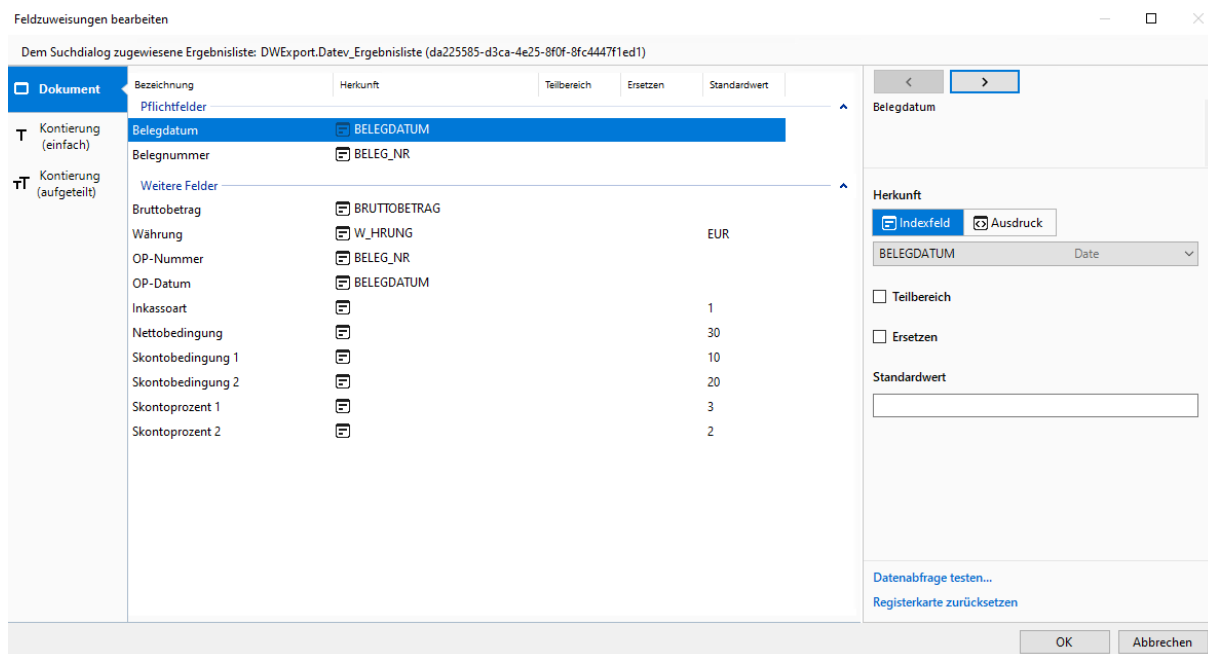 Feldzuweisungen bearbeiten
Dem Suchdialog zugewiesene Ergebnisliste: DWExport.Datev_Ergebnisliste (da225585-d3ca-4e25-8f0f-8fc4447f1ed1)
Dokument
Kontierung
(einfach)
Kontierung
(aufgeteilt)
Bezeichnung Herkunft Teilbereich Ersetzen Standardwert
Pflichtfelder
Belegdatum BELEGDATUM
Belegnummer BELEG_NR
Weitere Felder
Bruttobetrag BRUTTOBETRAG
Währung W_HRUNG EUR
OP-Nummer BELEG_NR
OP-Datum BELEGDATUM
Inkassoart 1
Nettobedingung 30
Skontobedingung 1 10
Skontobedingung 2 20
Skontoprozent 1 3
Skontoprozent 2 2
Belegdatum
Herkunft
Indexfeld Ausdruck
BELEGDATUM Date
Teilbereich
Ersetzen
Standardwert
Datenabfrage testen...
Registerkarte zurücksetzen
OK Abbrechen